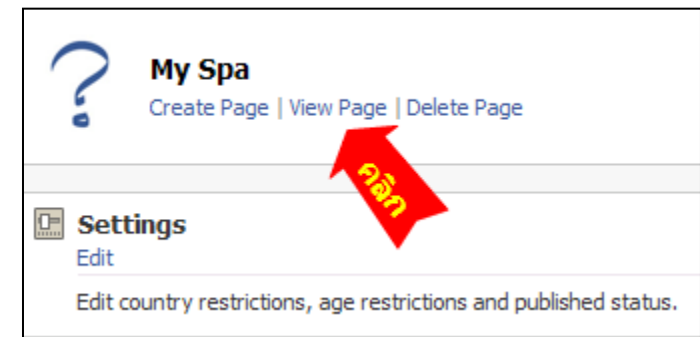 My Spa
Create Page | View Page | Delete Page
คลิก
Settings
Edit
Edit country restrictions, age restrictions and published status.